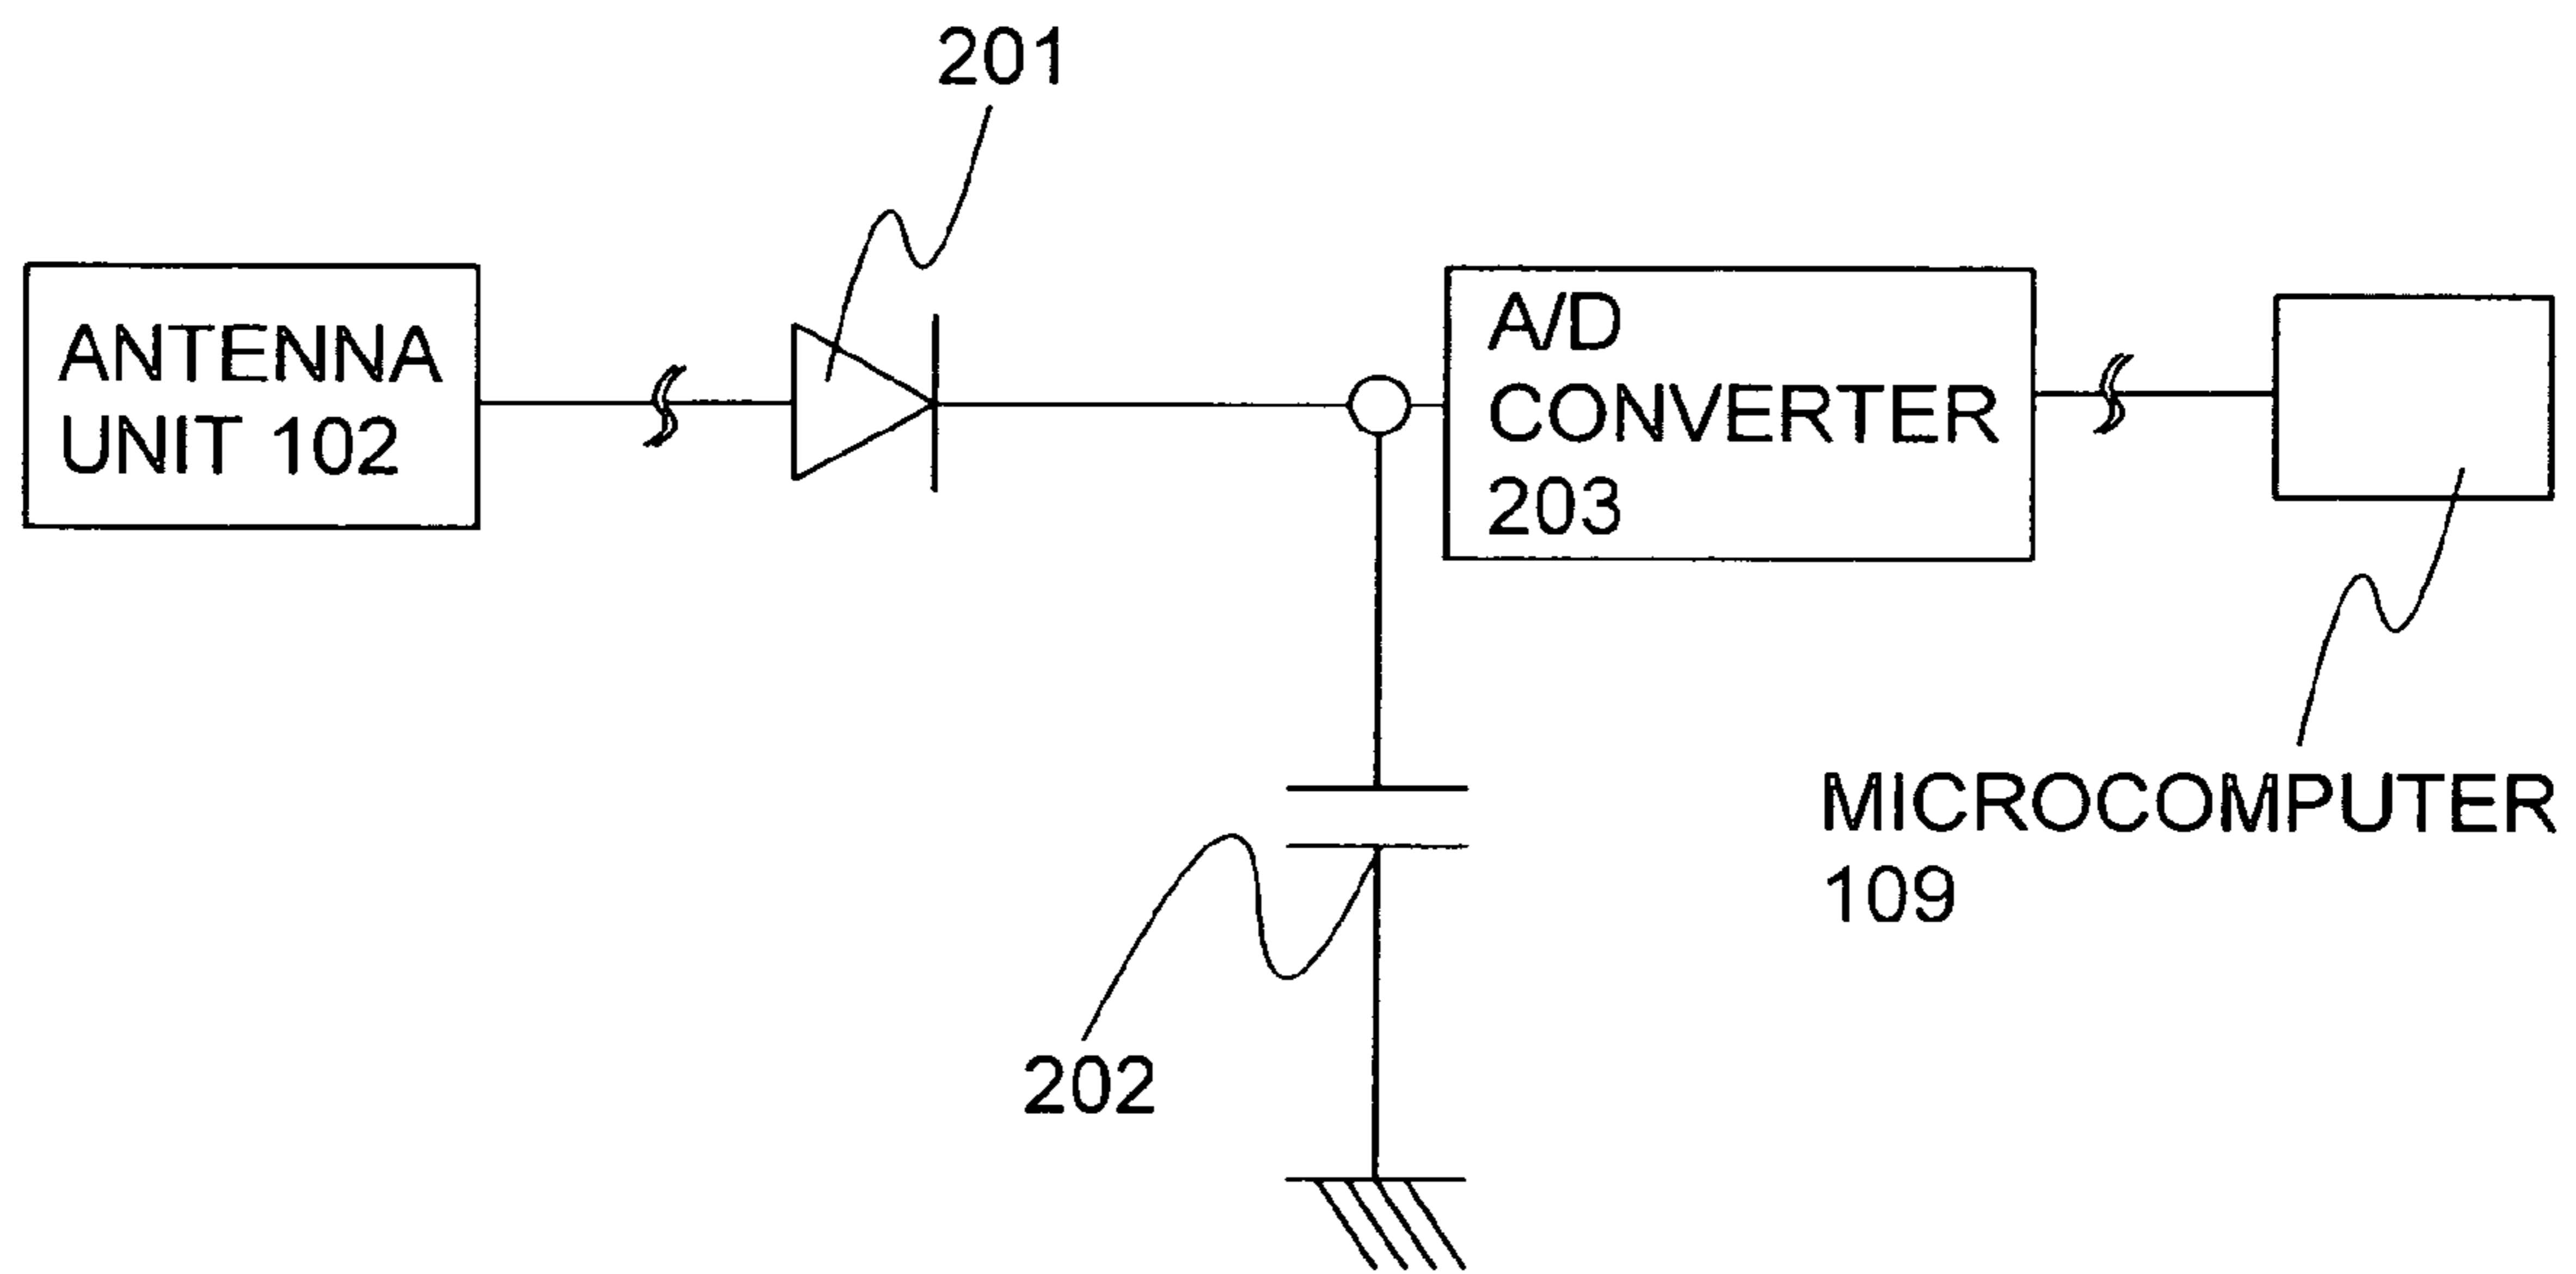 201
ANTENNA
UNIT 102
A/D
CONVERTER
203
MICROCOMPUTER
109
202